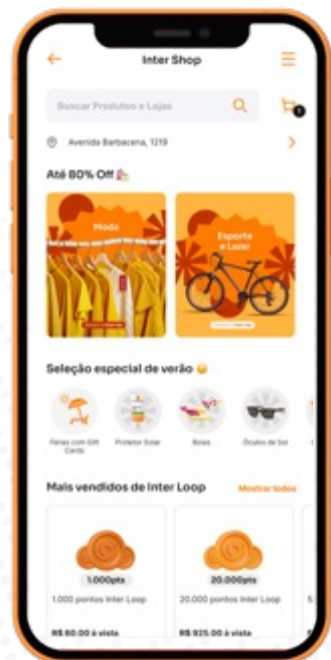 Inter Shop
Buscar Produtos e Lojas
1
Avenida Barbacena, 1219
Até 80% Off
Moda
Esporte
e Lazer
Seleção especial de verão
Férias com Gift
Cards
Protetor Solar
Boias
Óculos de Sol
Mais vendidos de Inter Loop
Mostrar todos
1.000pts
20.000pts
1.000 pontos Inter Loop
20.000 pontos Inter Loop
5.
R$ 60,00 à vista
R$ 925,00 à vista